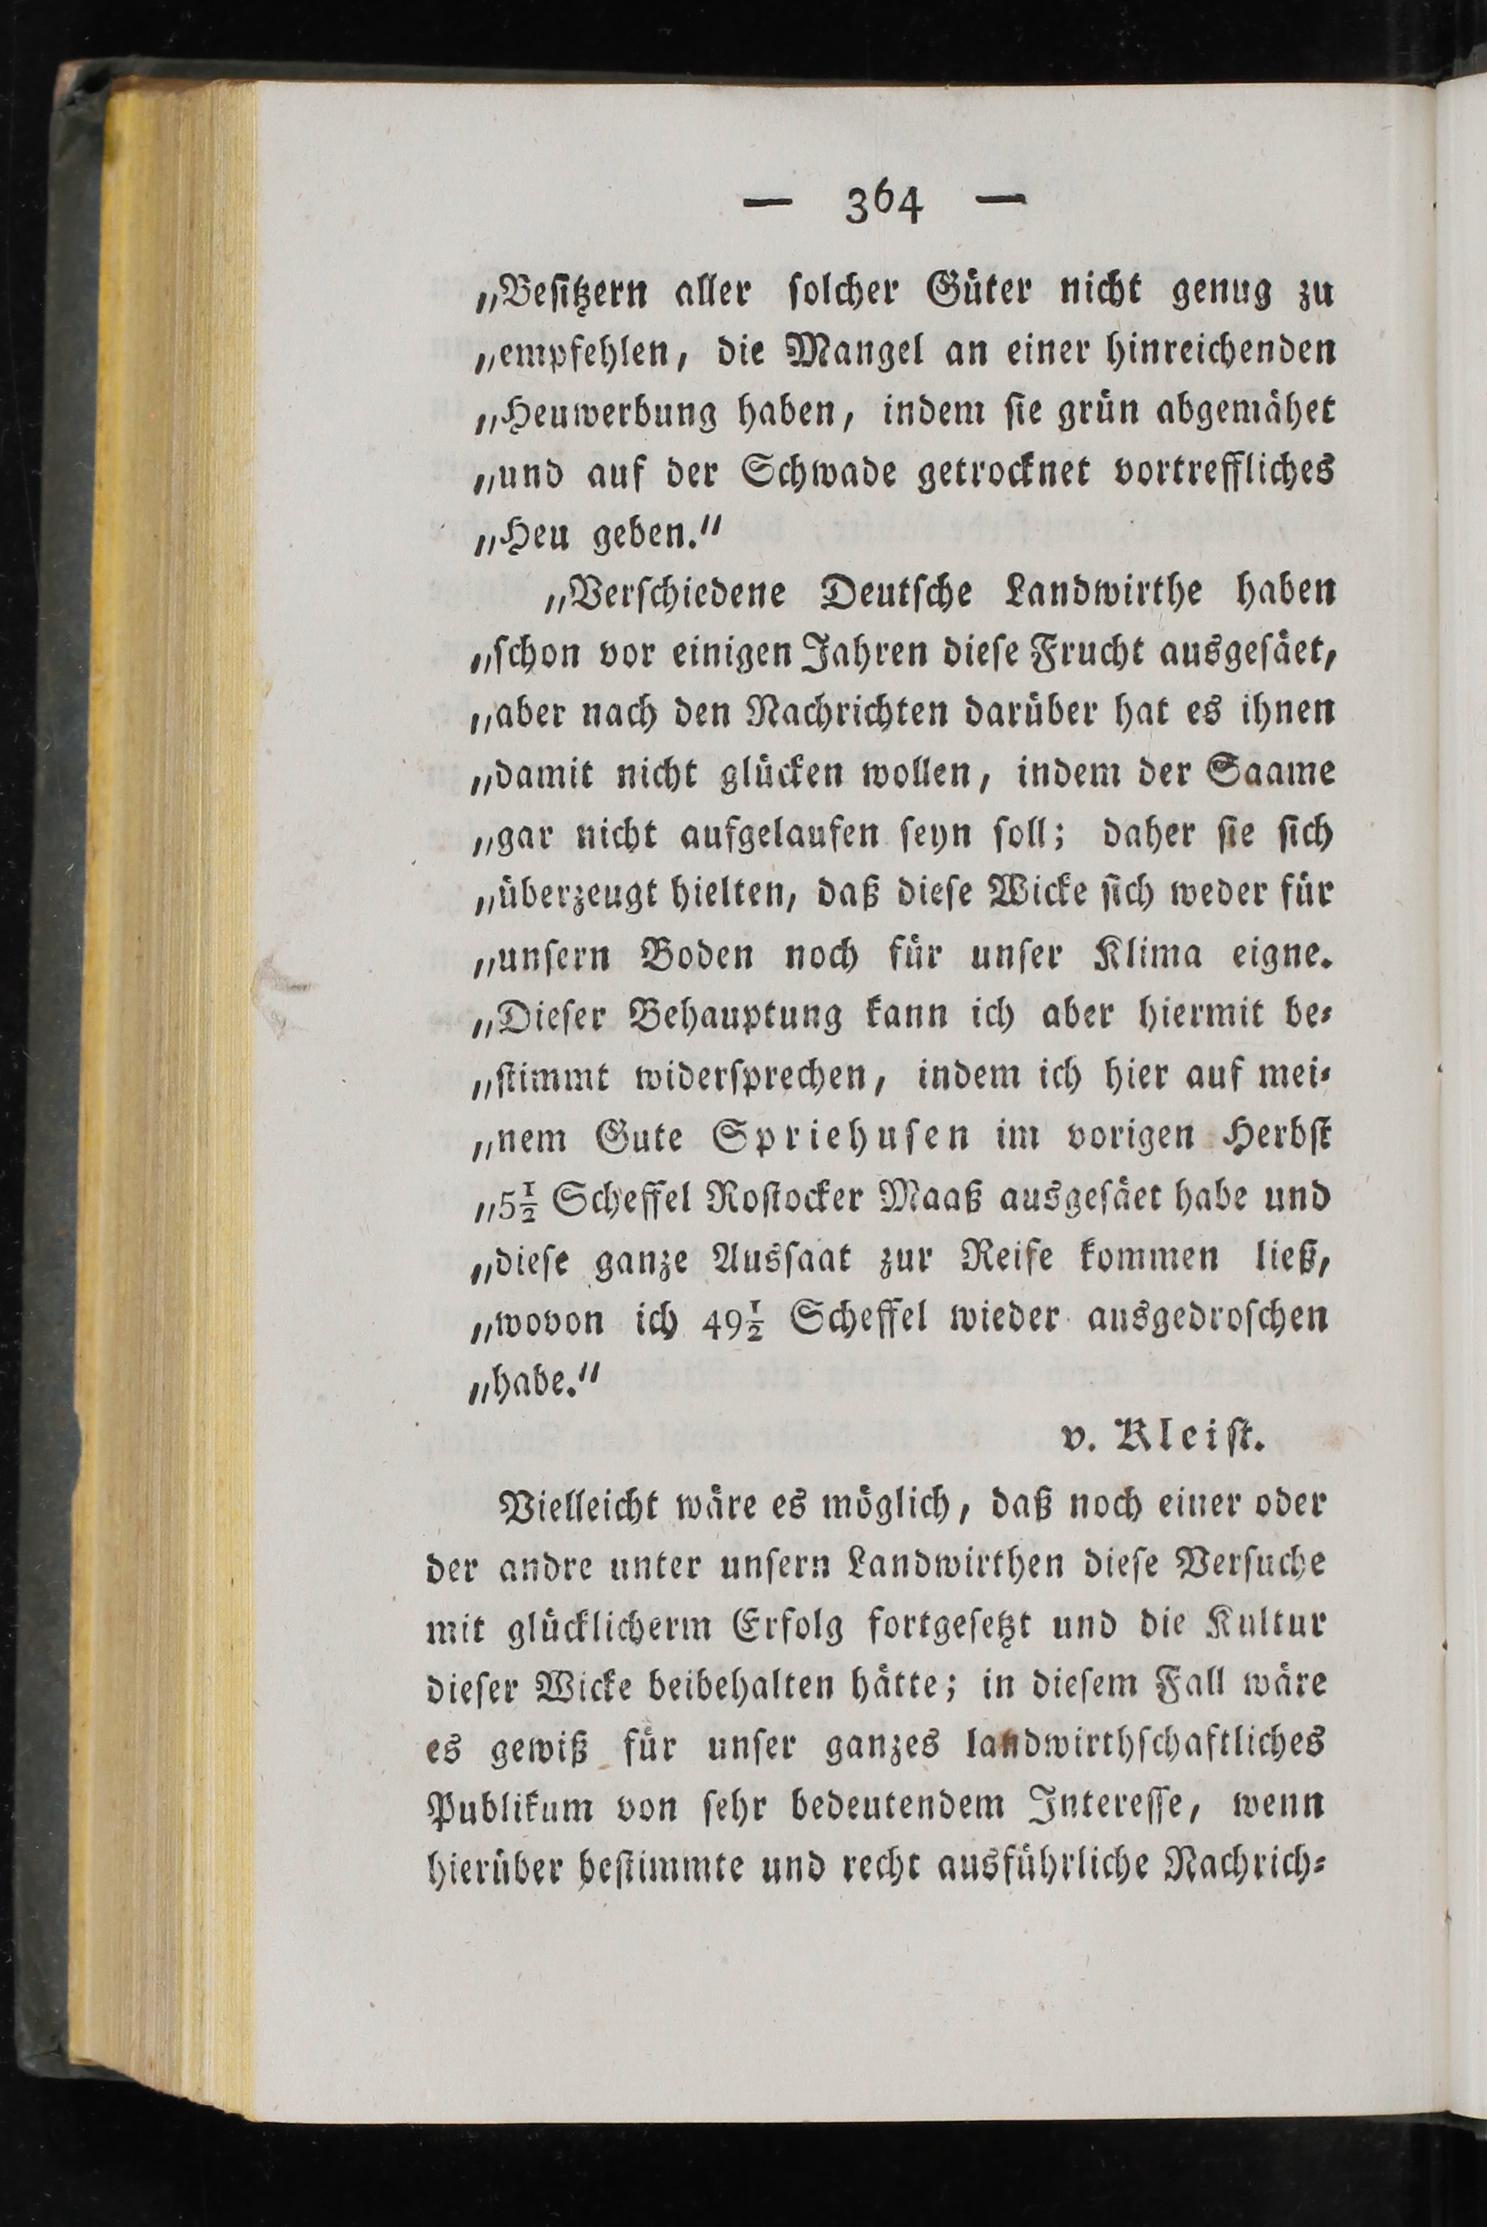 — 364 —
„Beſitzern aller ſolcher Güter nicht genug zu
„empfehlen, die Mangel an einer hinreichenden
„Heuwerbung haben, indem ſie grün abgemähet
„und auf der Schwade getrocknet vortreffliches
„Heu geben.“
„Verſchiedene Deutſche Landwirthe haben
„ſchon vor einigen Jahren dieſe Frucht ausgeſäet,
„aber nach den Nachrichten darüber hat es ihnen
„damit nicht glücken wollen, indem der Saame
„gar nicht aufgelaufen ſeyn ſoll; daher ſie ſich
„überzeugt hielten, daß dieſe Wicke ſich weder für
„unſern Boden noch für unſer Klima eigne.
„Dieſer Behauptung kann ich aber hiermit be⸗
„ſtimmt widerſprechen, indem ich hier auf mei⸗
„nem Gute Spriehuſen im vorigen Herbſt
„5½ Scheffel Roſtocker Maaß ausgeſäet habe und
„dieſe ganze Ausſaat zur Reife kommen ließ,
„wovon ich 49½ Scheffel wieder ausgedroſchen
„habe.“
v. Kleiſt.
Vielleicht wäre es möglich, daß noch einer oder
der andre unter unſern Landwirthen dieſe Verſuche
mit glücklicherm Erfolg fortgeſetzt und die Kultur
dieſer Wicke beibehalten hätte; in dieſem Fall wäre
es gewiß für unſer ganzes landwirthſchaftliches
Publikum von ſehr bedeutendem Intereſſe, wenn
hierüber beſtimmte und recht ausführliche Nachrich⸗